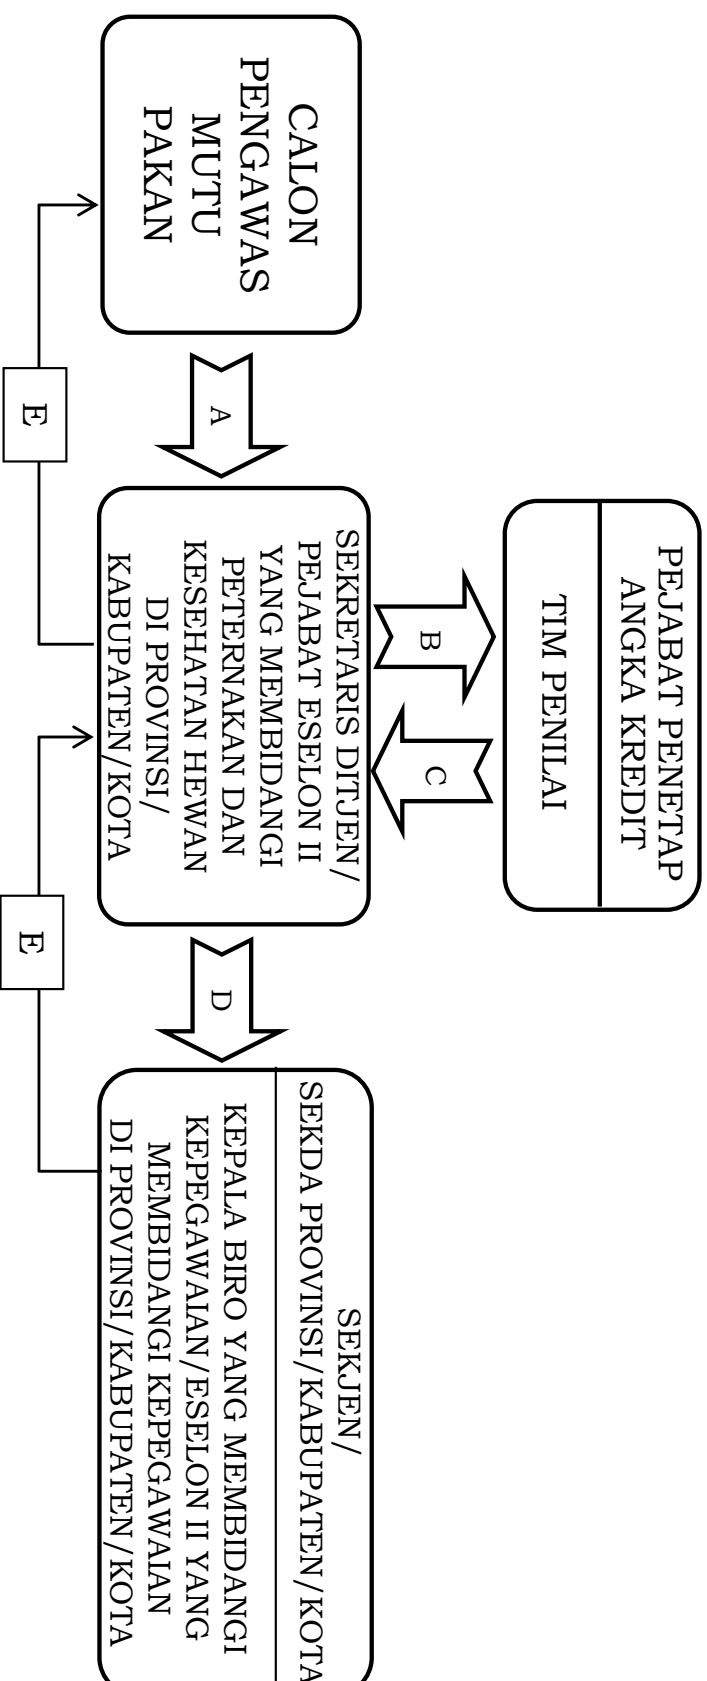 PEJABAT PENETAP
ANGKA KREDIT
TIM PENILAI
CALON
PENGAWAS
MUTU
PAKAN
A
B
C
SEKRETARIS DITJEN/
PEJABAT ESELON II
YANG MEMBIDANGI
PETERNAKAN DAN
KESEHATAN HEWAN
DI PROVINSI/
KABUPATEN/KOTA
D
SEKJEN/
SEKDA PROVINSI/KABUPATEN/KOTA
KEPALA BIRO YANG MEMBIDANGI
KEPEGAWAIAN/ESELON II YANG
MEMBIDANGI KEPEGAWAIAN
DI PROVINSI/KABUPATEN/KOTA
E
E